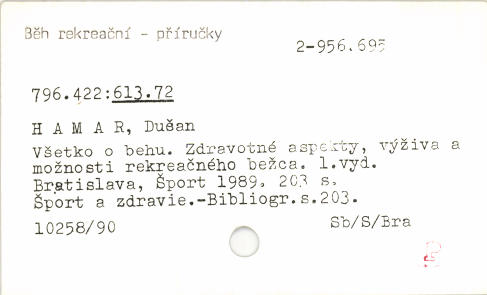 Běh rekreační - příručky
2-956.695
796.422:613.72
H A M A R, Dušan
Všetko o behu. Zdravotné aspekty, výživa a
možnosti rekreačného bežca. 1.vyd.
Bratislava, Šport 1989. 203 s.
Šport a zdravie.-Bibliogr.s.203.
10258/90
Sb/S/Bra